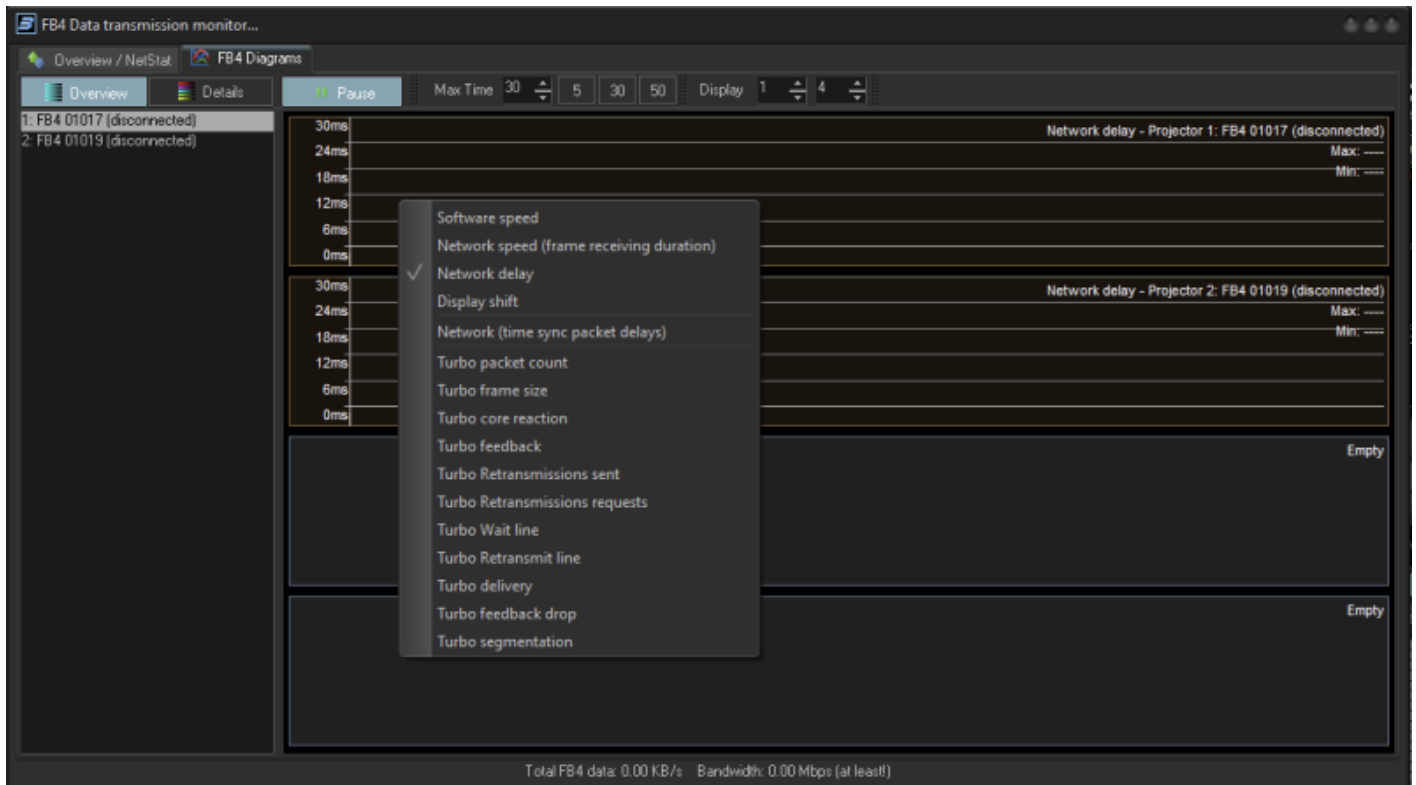 FB4 Data transmission monitor...
Overview / NetStat FB4 Diagrams
Overview Details Pause Max Time 30 5 30 50 Display 1 4
1: FB4 01017 (disconnected)
2: FB4 01019 (disconnected)
30ms Network delay - Projector 1: FB4 01017 (disconnected)
24ms Max: ----
18ms Min: ----
12ms
6ms
0ms
30ms Network delay - Projector 2: FB4 01019 (disconnected)
24ms Max: ----
18ms Min: ----
12ms
6ms
0ms
Software speed
Network speed (frame receiving duration)
Network delay
Display shift
Network (time sync packet delays)
Turbo packet count
Turbo frame size
Turbo core reaction
Turbo feedback
Turbo Retransmissions sent
Turbo Retransmissions requests
Turbo Wait line
Turbo Retransmit line
Turbo delivery
Turbo feedback drop
Turbo segmentation
Empty
Empty
Total FB4 data: 0.00 KB/s Bandwidth: 0.00 Mbps (at least!)